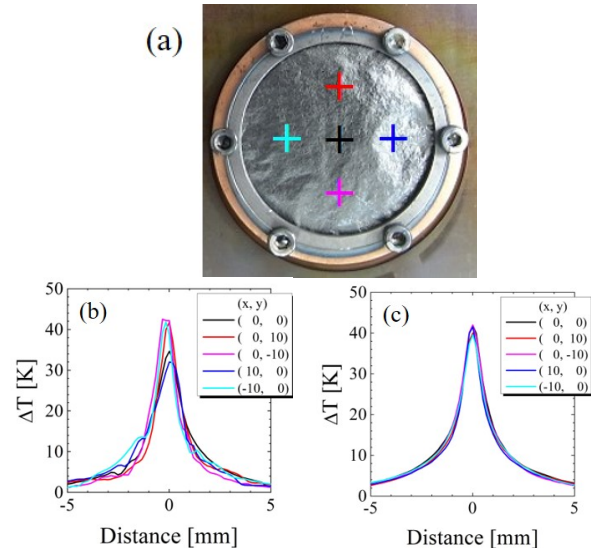 (a)
(b)
50
40
30
20
10
0
ΔT [K]
(x, y)
( 0, 0)
( 0, 10)
( 0, -10)
( 10, 0)
(-10, 0)
-5
0
5
Distance [mm]
(c)
50
40
30
20
10
0
ΔT [K]
(x, y)
( 0, 0)
( 0, 10)
( 0, -10)
( 10, 0)
(-10, 0)
-5
0
5
Distance [mm]